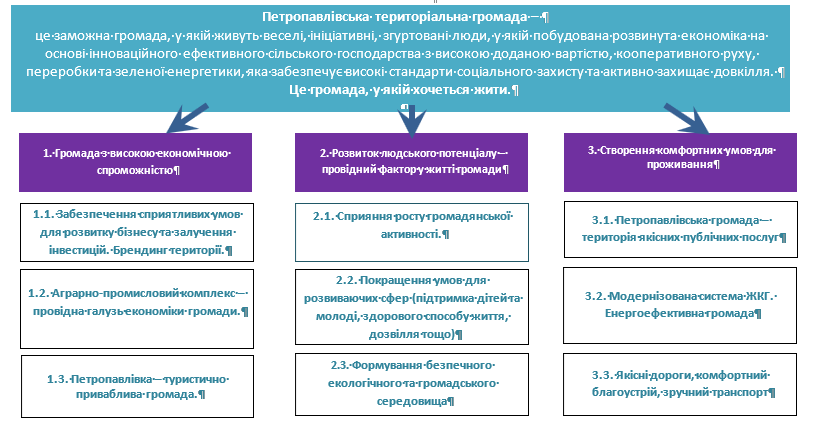 Петропавлівська територіальна громада –
це заможна громада, у якій живуть веселі, ініціативні, згуртовані люди, у якій побудована розвинута економіка на
основі інноваційного ефективного сільського господарства з високою доданою вартістю, кооперативного руху,
переробки та зеленої енергетики, яка забезпечує високі стандарти соціального захисту та активно захищає довкілля.
Це громада, у якій хочеться жити.
1. Громада з високою економічною
спроможністю
2. Розвиток людського потенціалу –
провідний фактор у житті громади
3. Створення комфортних умов для
проживання
1.1. Забезпечення сприятливих умов
для розвитку бізнесу та залучення
інвестицій. Брендинг території.
2.1. Сприяння росту громадянської
активності.
3.1. Петропавлівська громада –
територія якісних публічних послуг
1.2. Аграрно-промисловий комплекс –
провідна галузь економіки громади.
2.2. Покращення умов для
розвиваючих сфер (підтримка дітей та
молоді, здорового способу життя,
дозвілля тощо)
3.2. Модернізована система ЖКГ.
Енергоефективна громада
1.3. Петропавлівка – туристично
приваблива громада.
2.3. Формування безпечного
екологічного та громадського
середовища
3.3. Якісні дороги, комфортний
благоустрій, зручний транспорт